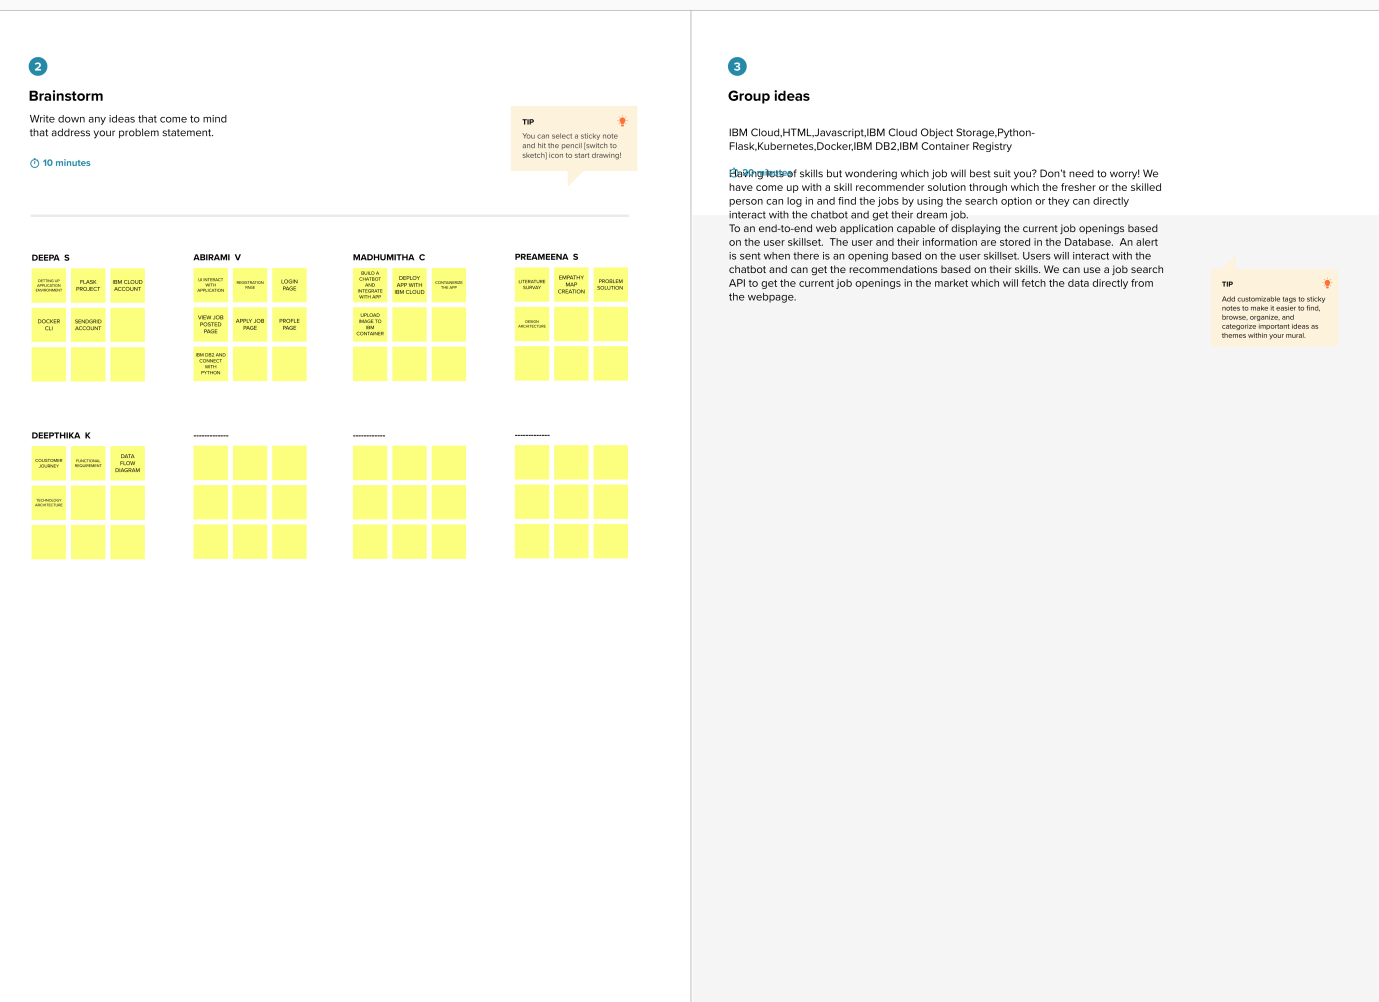 2
Brainstorm
Write down any ideas that come to mind
that address your problem statement.
10 minutes
TIP
You can select a sticky note
and hit the pencil [switch to
sketch] icon to start drawing!
DEEPA S
GETTING UP
APPLICATION
ENVIRONMENT
FLASK
PROJECT
IBM CLOUD
ACCOUNT
DOCKER
CLI
SENDGRID
ACCOUNT
ABIRAMI V
UI INTERACT
WITH
APPLICATION
REGISTRATION
PAGE
LOGIN
PAGE
VIEW JOB
POSTED
PAGE
APPLY JOB
PAGE
PROFLE
PAGE
IBM DB2 AND
CONNECT
WITH
PYTHON
MADHUMITHA C
BUILD A
CHATBOT
AND
INTEGRATE
WITH APP
DEPLOY
APP WITH
IBM CLOUD
CONTAINERIZE
THE APP
UPLOAD
IMAGE TO
IBM
CONTAINER
PREAMEENA S
LITERATURE
SURVAY
EMPATHY
MAP
CREATION
PROBLEM
SOLUTION
DESIGN
ARCHITECTURE
DEEPTHIKA K
COUSTOMER
JOURNEY
FUNCTIONAL
REQUIREMENT
DATA
FLOW
DIAGRAM
TECHNOLOGY
ARCHITECTURE
-------------
------------
-------------
3
Group ideas
IBM Cloud,HTML,Javascript,IBM Cloud Object Storage,Python-
Flask,Kubernetes,Docker,IBM DB2,IBM Container Registry
20 minutes
Having lots of skills but wondering which job will best suit you? Don't need to worry! We
have come up with a skill recommender solution through which the fresher or the skilled
person can log in and find the jobs by using the search option or they can directly
interact with the chatbot and get their dream job.
To an end-to-end web application capable of displaying the current job openings based
on the user skillset. The user and their information are stored in the Database. An alert
is sent when there is an opening based on the user skillset. Users will interact with the
chatbot and can get the recommendations based on their skills. We can use a job search
API to get the current job openings in the market which will fetch the data directly from
the webpage.
TIP
Add customizable tags to sticky
notes to make it easier to find,
browse, organize, and
categorize important ideas as
themes within your mural.